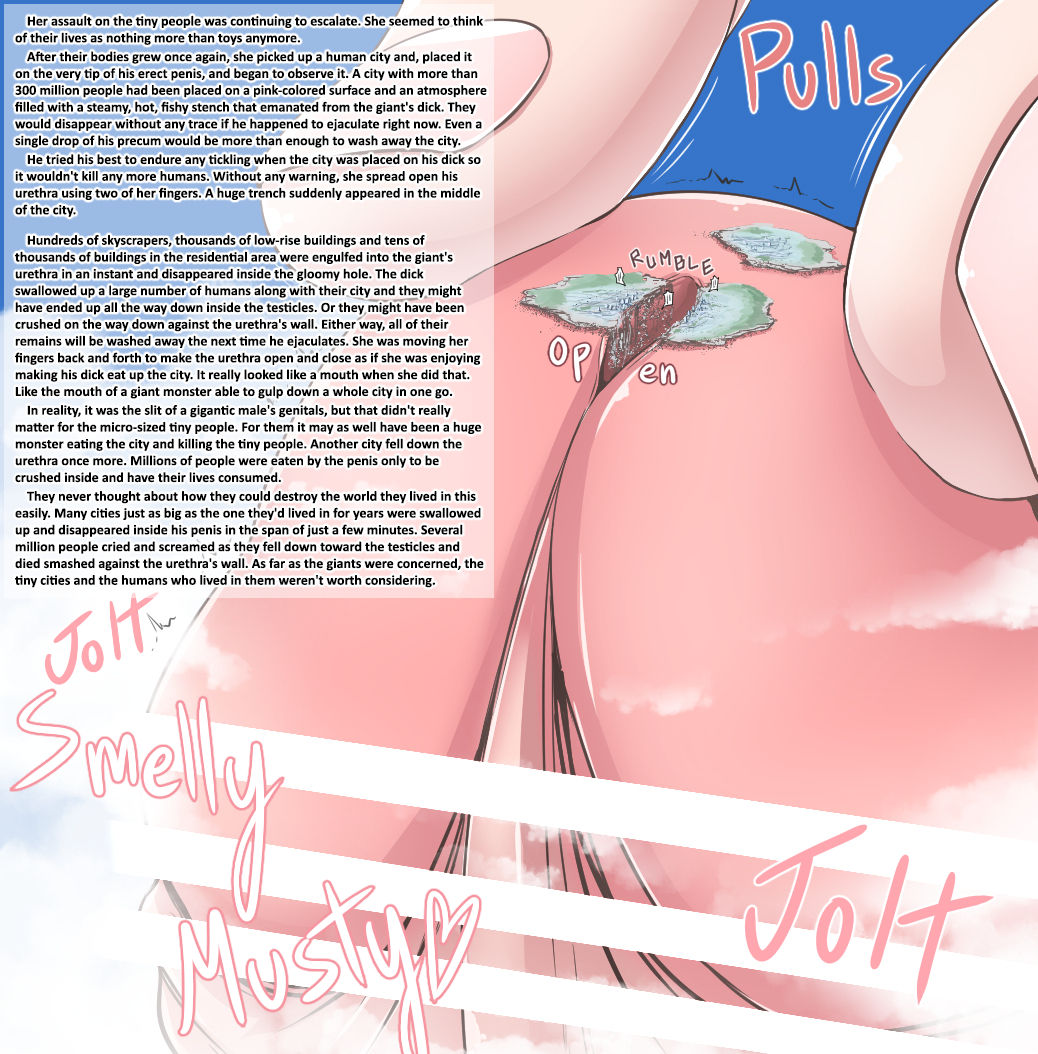 Her assault on the tiny people was continuing to escalate. She seemed to think
of their lives as nothing more than toys anymore.
After their bodies grew once again, she picked up a human city and, placed it
on the very tip of his erect penis, and began to observe it. A city with more than
300 million people had been placed on a pink-colored surface and an atmosphere
filled with a steamy, hot, fishy stench that emanated from the giant's dick. They
would disappear without any trace if he happened to ejaculate right now. Even a
single drop of his precum would be more than enough to wash away the city.
He tried his best to endure any tickling when the city was placed on his dick so
it wouldn't kill any more humans. Without any warning, she spread open his
urethra using two of her fingers. A huge trench suddenly appeared in the middle
of the city.
Hundreds of skyscrapers, thousands of low-rise buildings and tens of
thousands of buildings in the residential area were engulfed into the giant's
urethra in an instant and disappeared inside the gloomy hole. The dick
swallowed up a large number of humans along with their city and they might
have ended up all the way down inside the testicles. Or they might have been
crushed on the way down against the urethra's wall. Either way, all of their
remains will be washed away the next time he ejaculates. She was moving her
fingers back and forth to make the urethra open and close as if she was enjoying
making his dick eat up the city. It really looked like a mouth when she did that.
Like the mouth of a giant monster able to gulp down a whole city in one go.
In reality, it was the slit of a gigantic male's genitals, but that didn't really
matter for the micro-sized tiny people. For them it may as well have been a huge
monster eating the city and killing the tiny people. Another city fell down the
urethra once more. Millions of people were eaten by the penis only to be
crushed inside and have their lives consumed.
They never thought about how they could destroy the world they lived in this
easily. Many cities just as big as the one they'd lived in for years were swallowed
up and disappeared inside his penis in the span of just a few minutes. Several
million people cried and screamed as they fell down toward the testicles and
died smashed against the urethra's wall. As far as the giants were concerned, the
tiny cities and the humans who lived in them weren't worth considering.
Pulls
RUMBLE
Op
en
Jolt
Smelly
Musty♡
Jolt